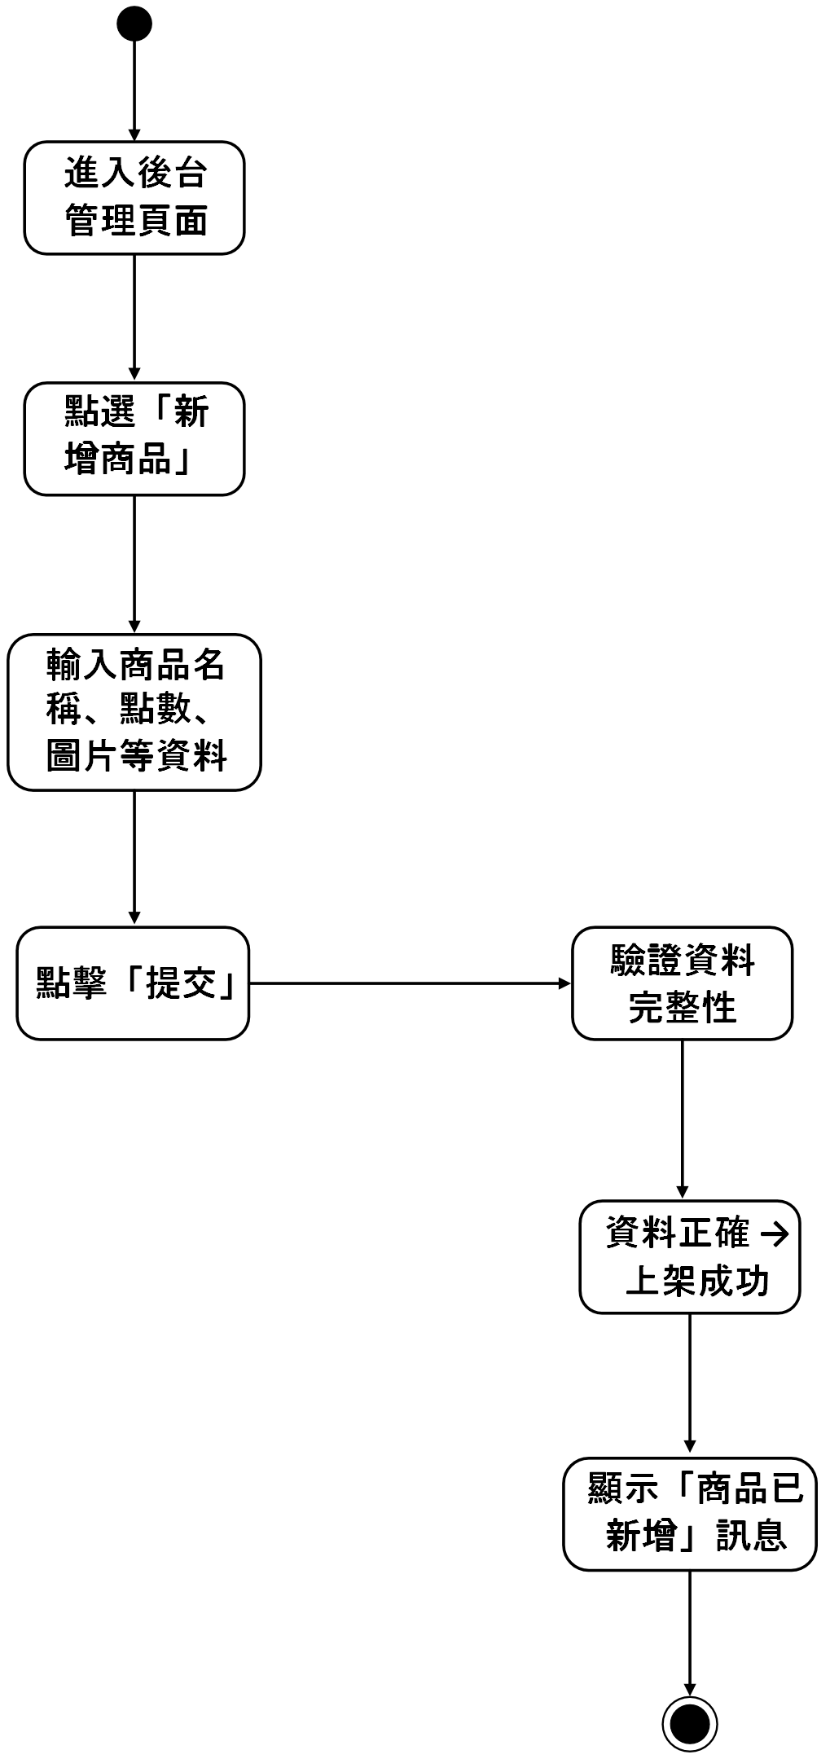 進入後台
管理頁面
點選「新
增商品」
輸入商品名
稱、點數、
圖片等資料
點擊「提交」
驗證資料
完整性
資料正確→
上架成功
顯示「商品已
新增」訊息